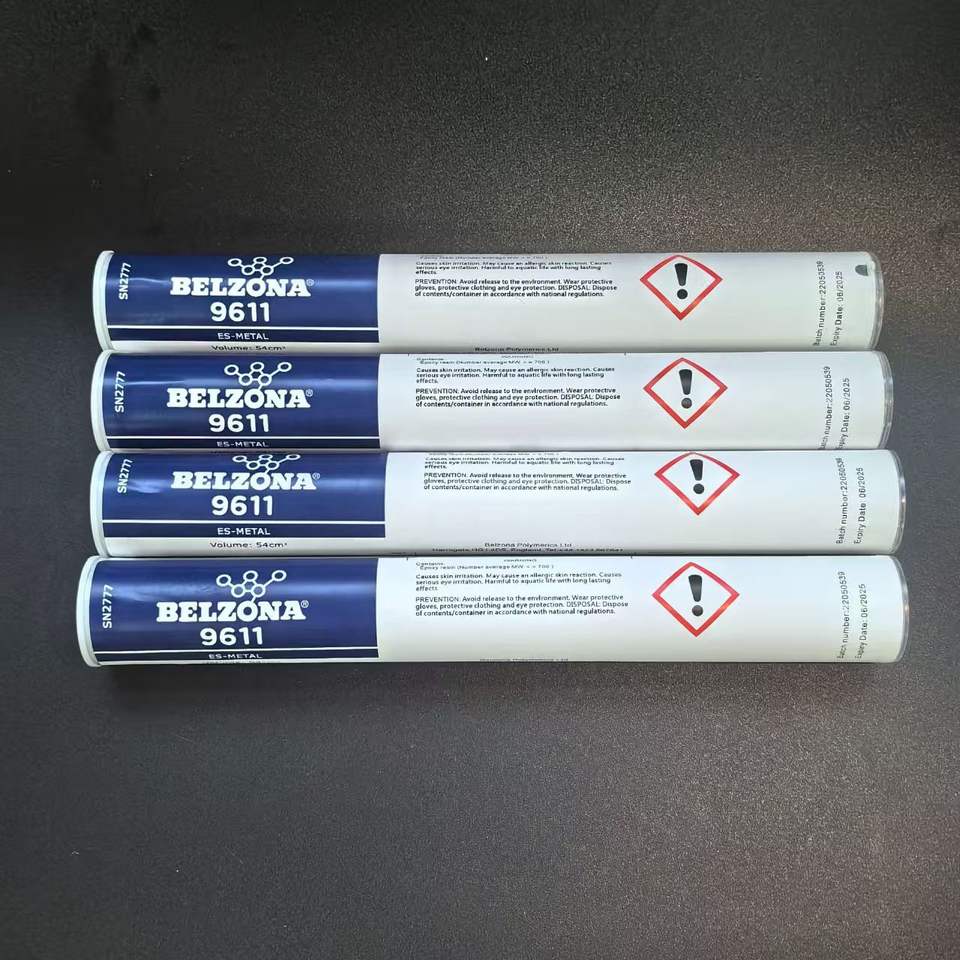 SN2777
BELZONA®
9611
ES-METAL
Volume: 54cm³
Epoxy resin (Number average MW < = 700 )
Causes skin irritation. May cause an allergic skin reaction. Causes
serious eye irritation. Harmful to aquatic life with long lasting
effects.
PREVENTION: Avoid release to the environment. Wear protective
gloves, protective clothing and eye protection. DISPOSAL: Dispose
of contents/container in accordance with national regulations.
Belzona Polymerics Ltd
Batch number:22050539
Expiry Date: 06/2025
SN2777
BELZONA®
9611
ES-METAL
Contents:
Epoxy resin (Number average MW < = 700 )
Causes skin irritation. May cause an allergic skin reaction. Causes
serious eye irritation. Harmful to aquatic life with long lasting
effects.
PREVENTION: Avoid release to the environment. Wear protective
gloves, protective clothing and eye protection. DISPOSAL: Dispose
of contents/container in accordance with national regulations.
Batch number:22050539
Expiry Date: 06/2025
SN2777
BELZONA®
9611
ES-METAL
Volume: 54cm³
Causes skin irritation. May cause an allergic skin reaction. Causes
serious eye irritation. Harmful to aquatic life with long lasting
effects.
PREVENTION: Avoid release to the environment. Wear protective
gloves, protective clothing and eye protection. DISPOSAL: Dispose
of contents/container in accordance with national regulations.
Belzona Polymerics Ltd
Batch number:22050539
Expiry Date: 06/2025
SN2777
BELZONA®
9611
ES-METAL
Contents:
Epoxy resin (Number average MW < = 700 )
Causes skin irritation. May cause an allergic skin reaction. Causes
serious eye irritation. Harmful to aquatic life with long lasting
effects.
PREVENTION: Avoid release to the environment. Wear protective
gloves, protective clothing and eye protection. DISPOSAL: Dispose
of contents/container in accordance with national regulations.
Belzona Polymerics Ltd
Batch number:22050539
Expiry Date: 06/2025